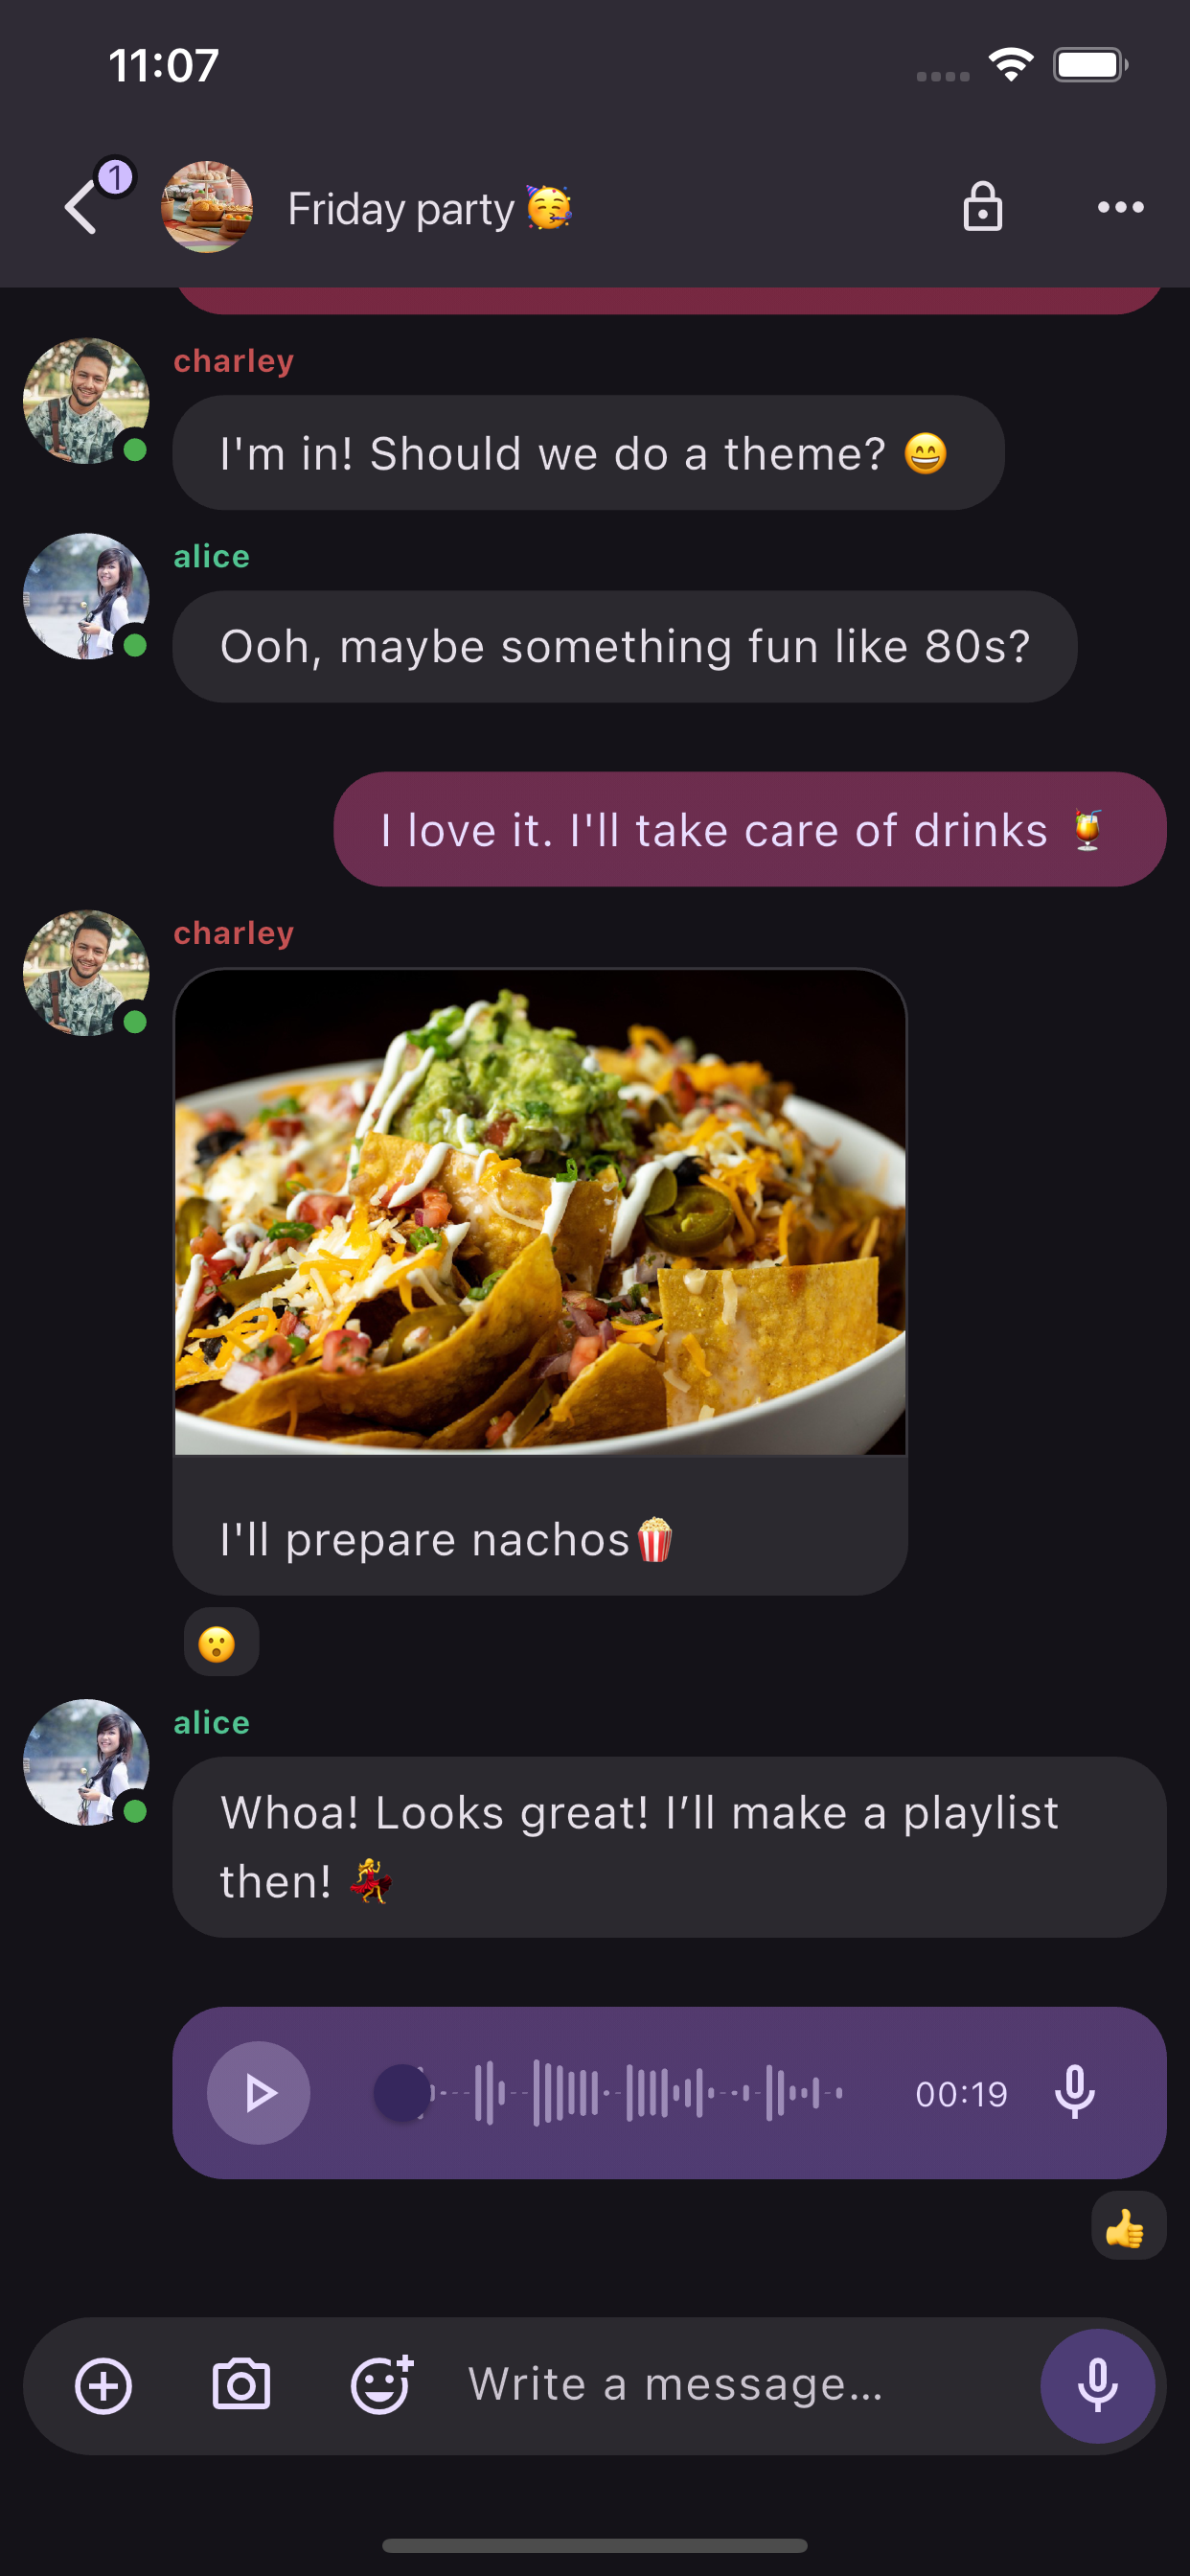 11:07
1
Friday party 🥳
charley
I'm in! Should we do a theme? 😄
alice
Ooh, maybe something fun like 80s?
I love it. I'll take care of drinks 🍹
charley
I'll prepare nachos🍿
😮
alice
Whoa! Looks great! I’ll make a playlist
then! 💃
00:19
👍
Write a message…